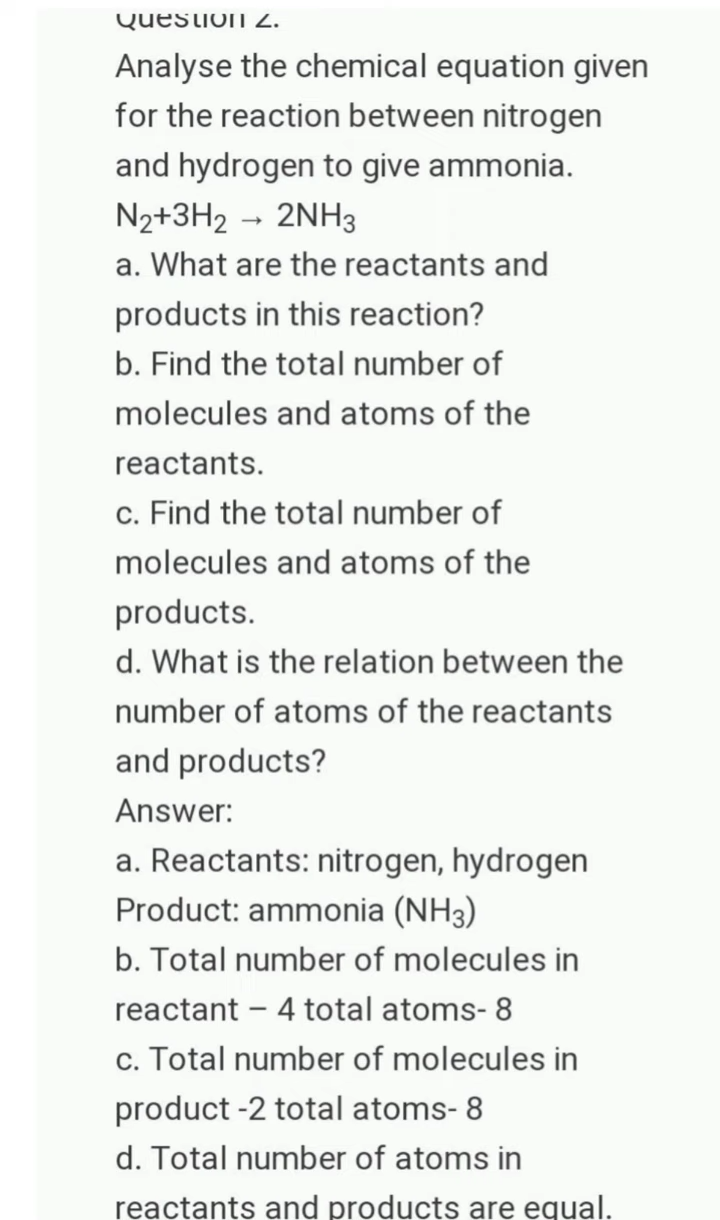 Question 2.
Analyse the chemical equation given
for the reaction between nitrogen
and hydrogen to give ammonia.
N₂+3H₂ → 2NH₃
a. What are the reactants and
products in this reaction?
b. Find the total number of
molecules and atoms of the
reactants.
c. Find the total number of
molecules and atoms of the
products.
d. What is the relation between the
number of atoms of the reactants
and products?
Answer:
a. Reactants: nitrogen, hydrogen
Product: ammonia (NH₃)
b. Total number of molecules in
reactant – 4 total atoms- 8
c. Total number of molecules in
product -2 total atoms- 8
d. Total number of atoms in
reactants and products are equal.